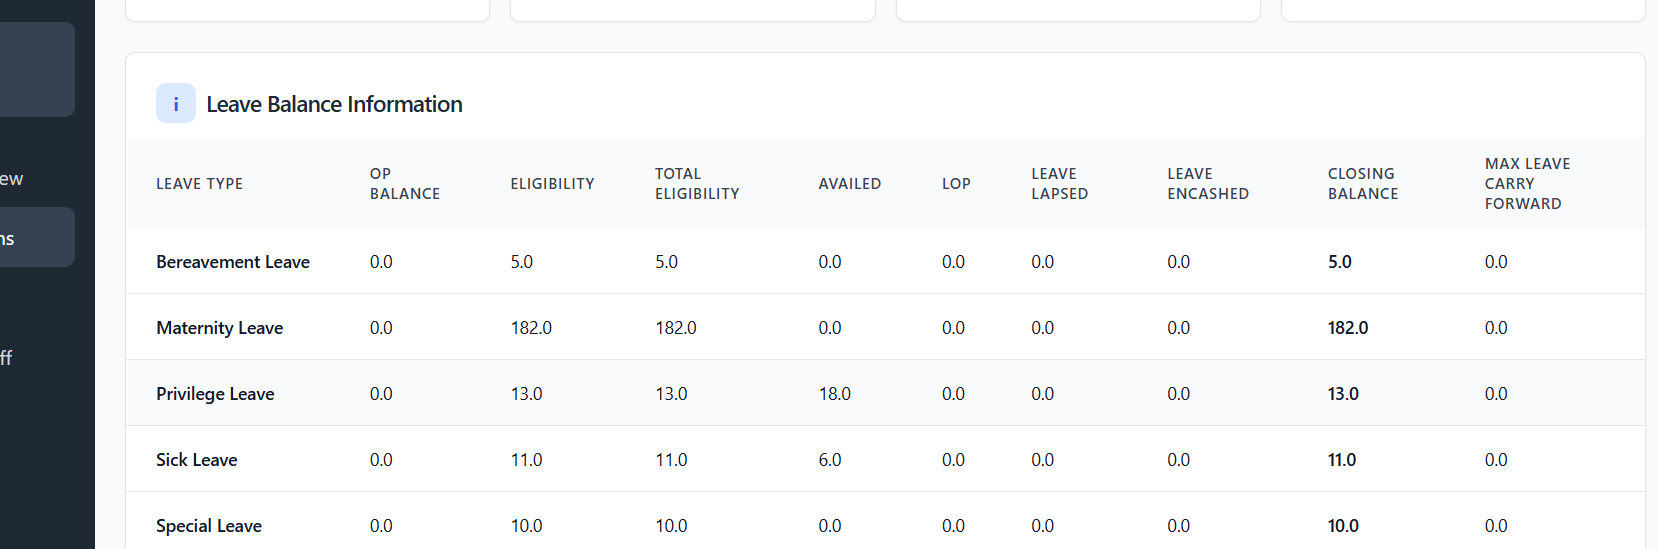 ew
ns
ff
i Leave Balance Information
LEAVE TYPE OP BALANCE ELIGIBILITY TOTAL ELIGIBILITY AVAILED LOP LEAVE LAPSED LEAVE ENCASHED CLOSING BALANCE MAX LEAVE CARRY FORWARD
Bereavement Leave 0.0 5.0 5.0 0.0 0.0 0.0 0.0 5.0 0.0
Maternity Leave 0.0 182.0 182.0 0.0 0.0 0.0 0.0 182.0 0.0
Privilege Leave 0.0 13.0 13.0 18.0 0.0 0.0 0.0 13.0 0.0
Sick Leave 0.0 11.0 11.0 6.0 0.0 0.0 0.0 11.0 0.0
Special Leave 0.0 10.0 10.0 0.0 0.0 0.0 0.0 10.0 0.0